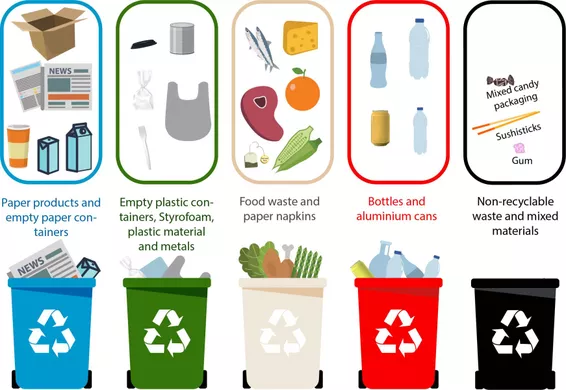 NEWS
Mixed candy
packaging
Sushisticks
Gum
Paper products and
empty paper con-
tainers
Empty plastic con-
tainers, Styrofoam,
plastic material
and metals
Food waste and
paper napkins
Bottles and
aluminium cans
Non-recyclable
waste and mixed
materials
NEWS